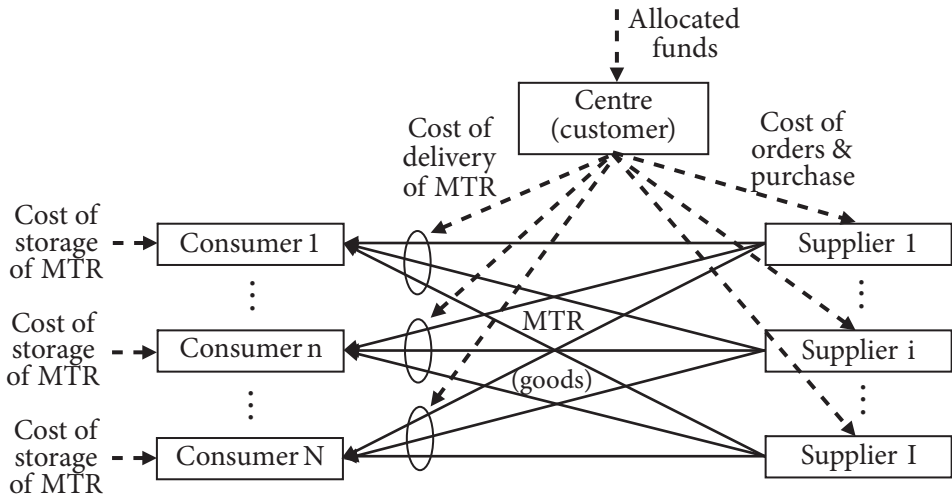 Allocated
funds
Centre
(customer)
Cost of
delivery
of MTR
Cost of
orders &
purchase
Cost of
storage
of MTR
Consumer 1
Supplier 1
MTR
Cost of
storage
of MTR
Consumer n
Supplier i
(goods)
Cost of
storage
of MTR
Consumer N
Supplier I